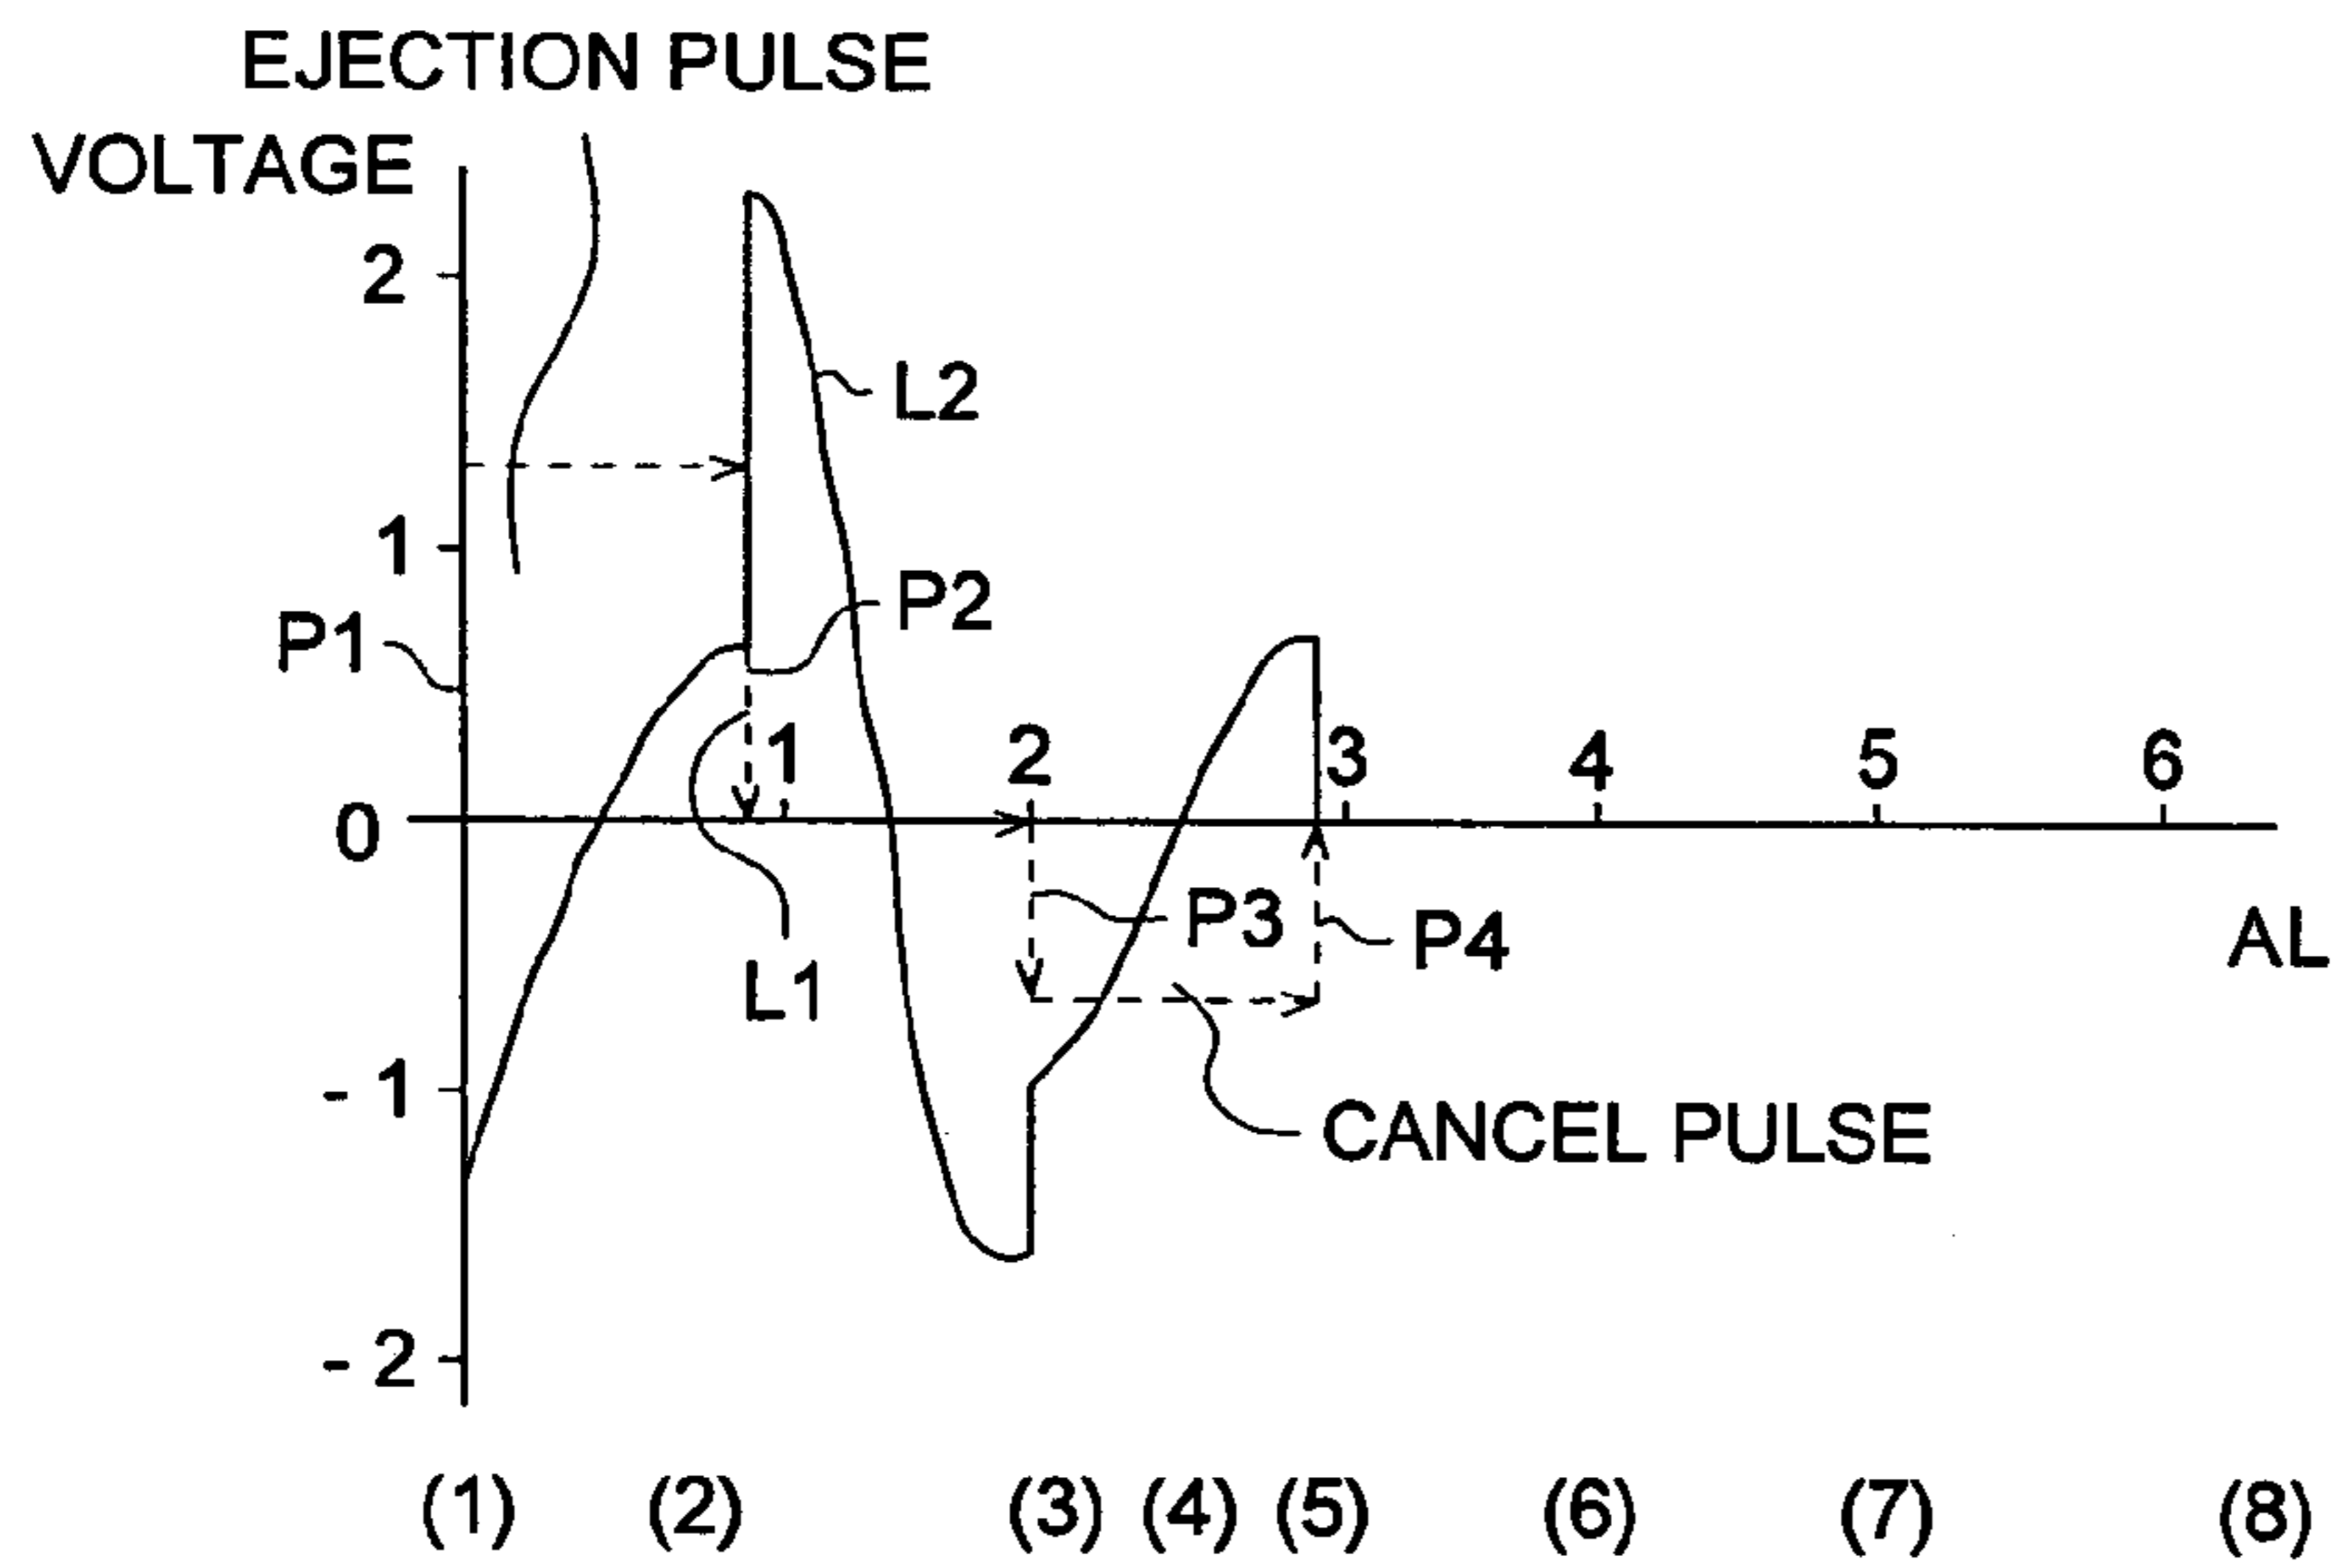 EJECTION PULSE
VOLTAGE
2
L2
1
P2
P1
1
2
3
4
5
6
0
P3
P4
AL
L1
- 1
CANCEL PULSE
- 2
(1) (2) (3) (4) (5) (6) (7) (8)